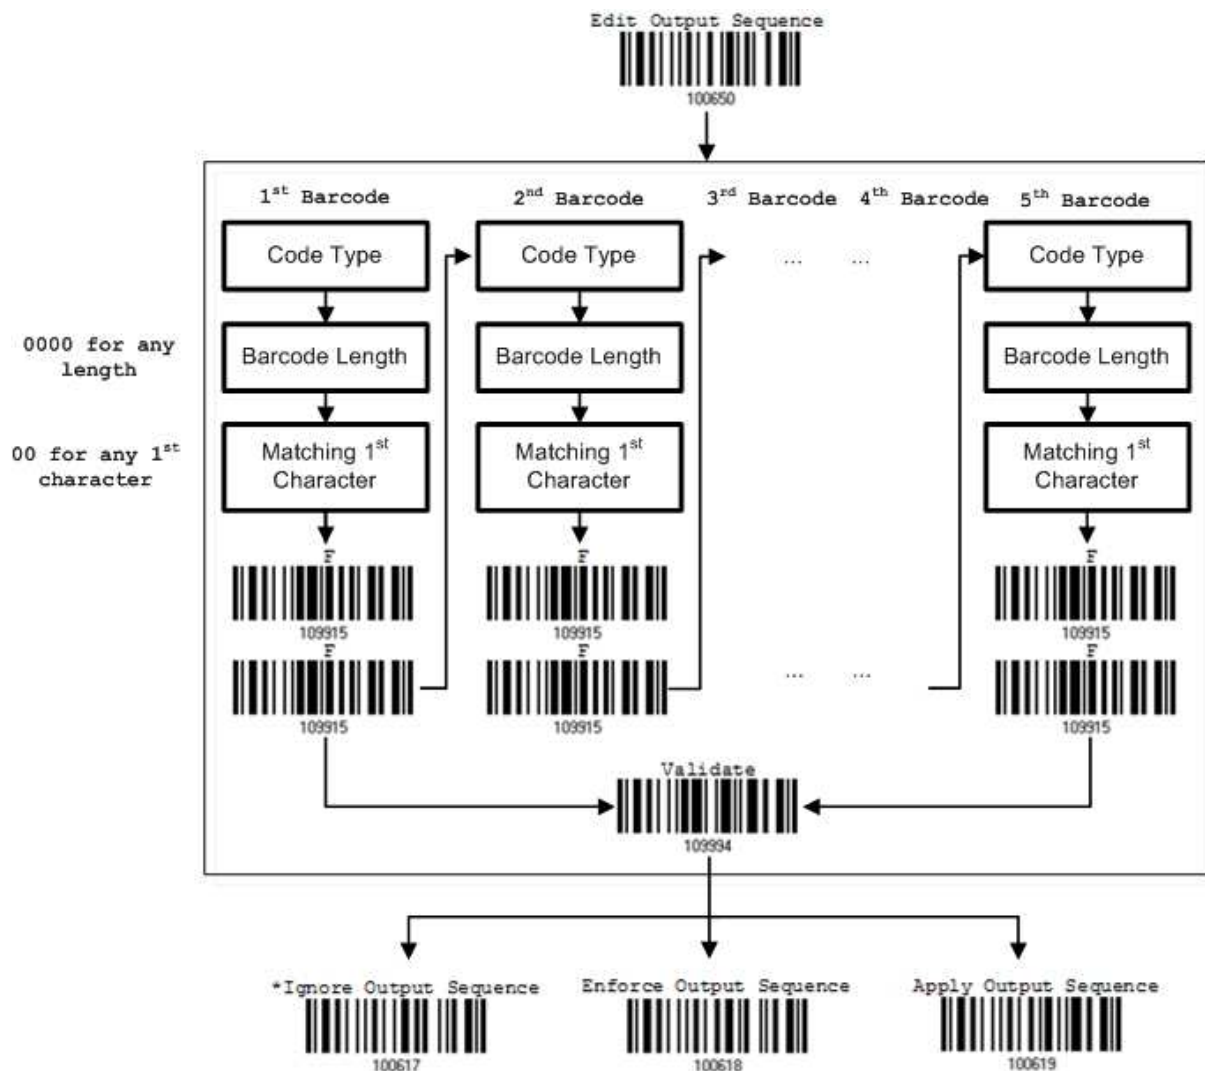 Edit Output Sequence
100650
1st Barcode
2nd Barcode
3rd Barcode
4th Barcode
5th Barcode
Code Type
Code Type
... ...
Code Type
0000 for any
length
Barcode Length
Barcode Length
Barcode Length
00 for any 1st
character
Matching 1st
Character
Matching 1st
Character
Matching 1st
Character
109915
109915
109915
... ...
109915
109915
109915
Validate
109994
*Ignore Output Sequence
100617
Enforce Output Sequence
100618
Apply Output Sequence
100619